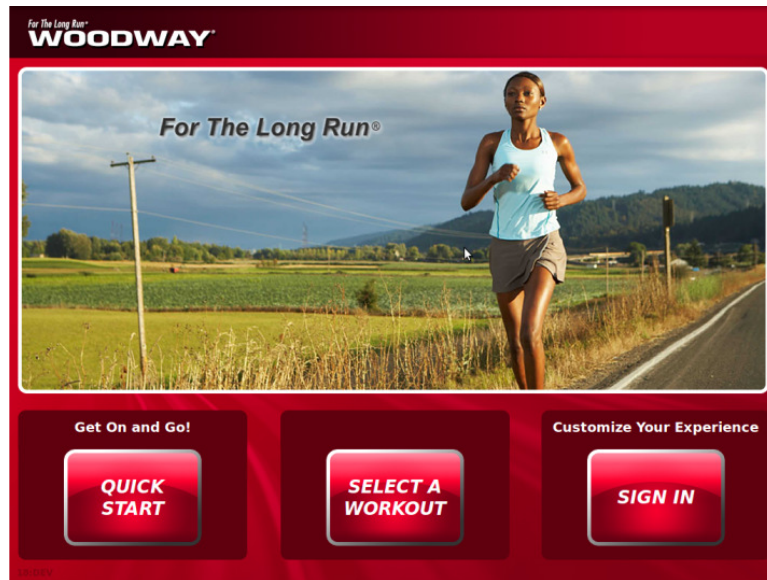 For The Long Run®
WOODWAY®
For The Long Run®
Get On and Go!
QUICK
START
SELECT A
WORKOUT
Customize Your Experience
SIGN IN